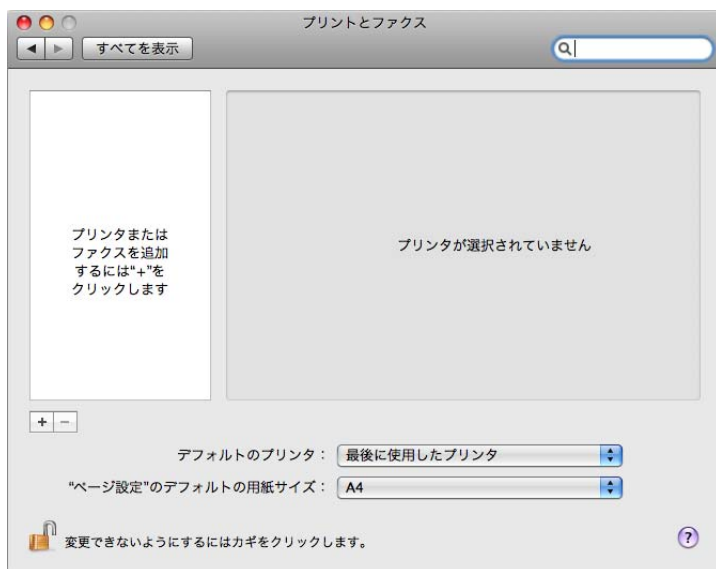 プリントとファクス
すべてを表示
プリンタまたは
ファクスを追加
するには“+”を
クリックします
プリンタが選択されていません
+ −
デフォルトのプリンタ： 最後に使用したプリンタ
“ページ設定”のデフォルトの用紙サイズ： A4
変更できないようにするにはカギをクリックします。
?